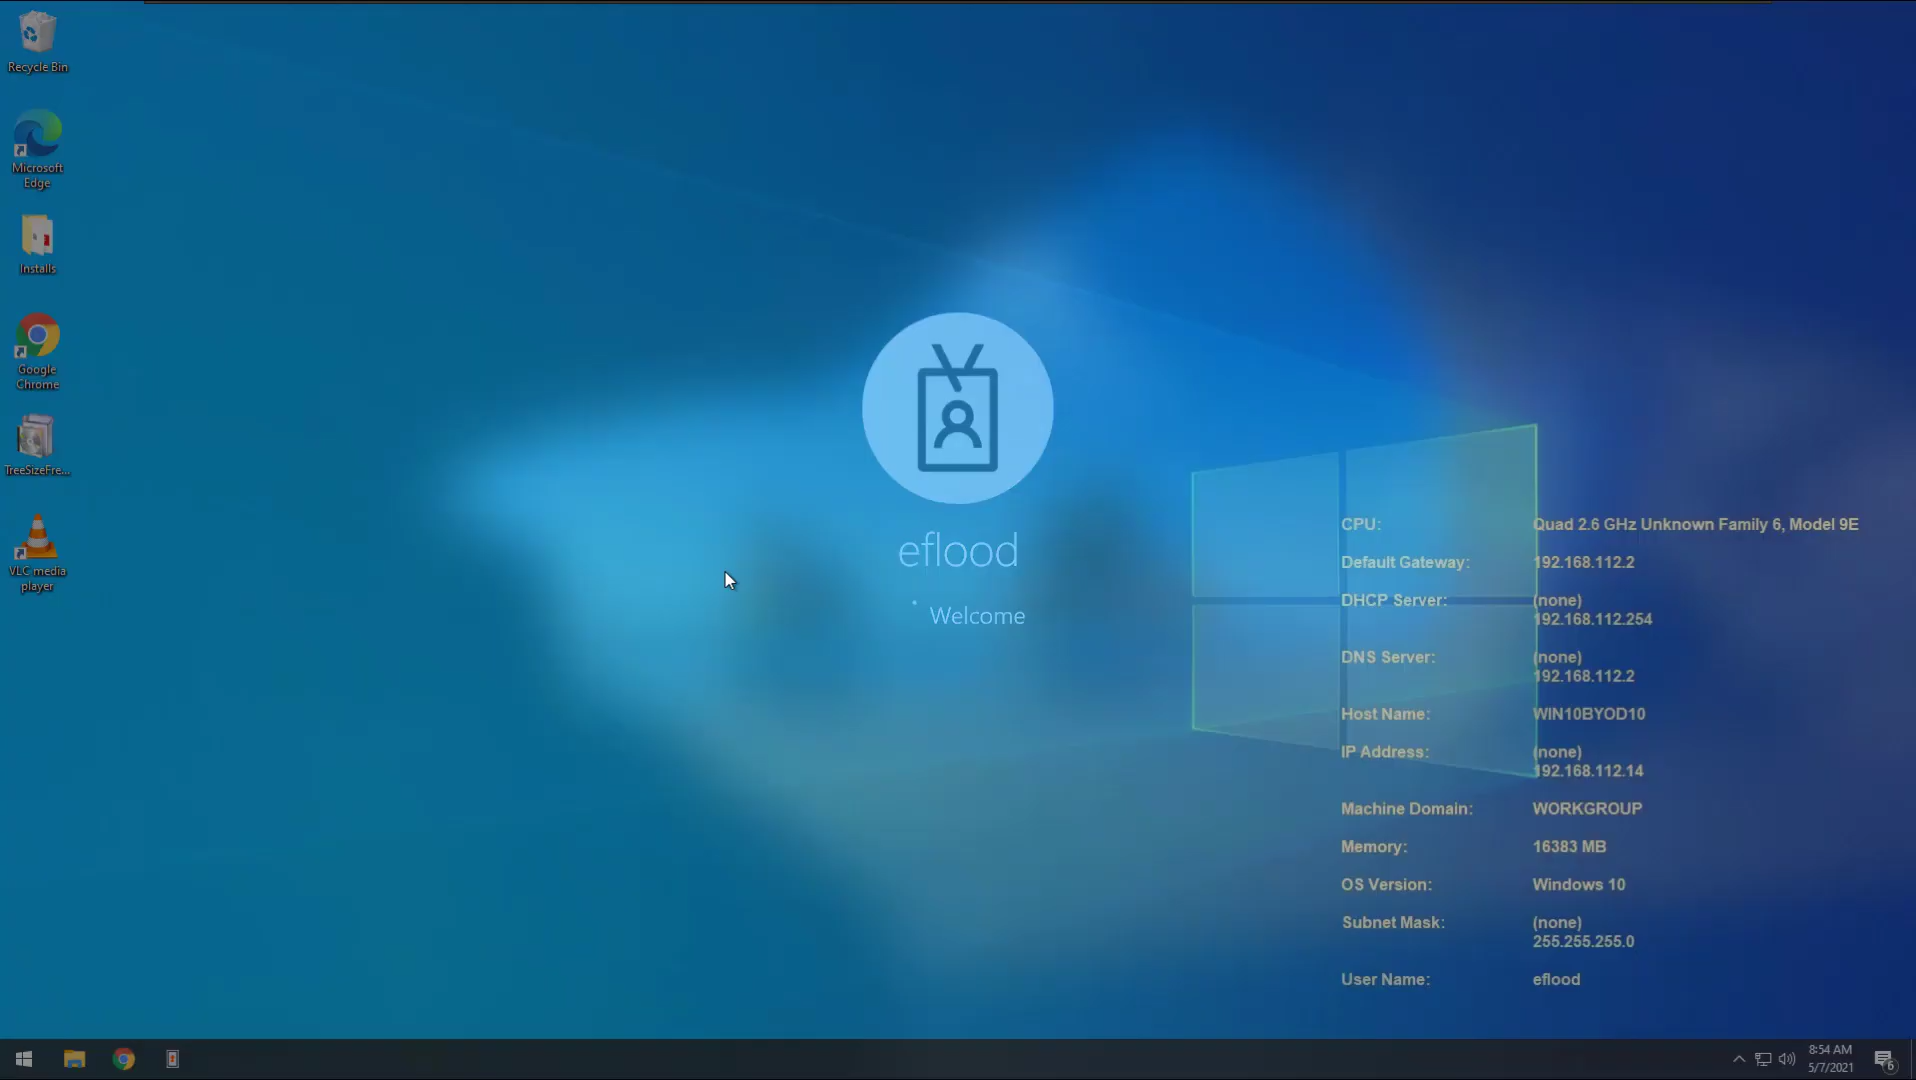 Recycle Bin
Microsoft
Edge
Installs
Google
Chrome
TreeSizeFre...
VLC media
player
eflood
Welcome
CPU: Quad 2.6 GHz Unknown Family 6, Model 9E
Default Gateway: 192.168.112.2
DHCP Server: (none)
192.168.112.254
DNS Server: (none)
192.168.112.2
Host Name: WIN10BYOD10
IP Address: (none)
192.168.112.14
Machine Domain: WORKGROUP
Memory: 16383 MB
OS Version: Windows 10
Subnet Mask: (none)
255.255.255.0
User Name: eflood
8:54 AM
5/7/2021
6